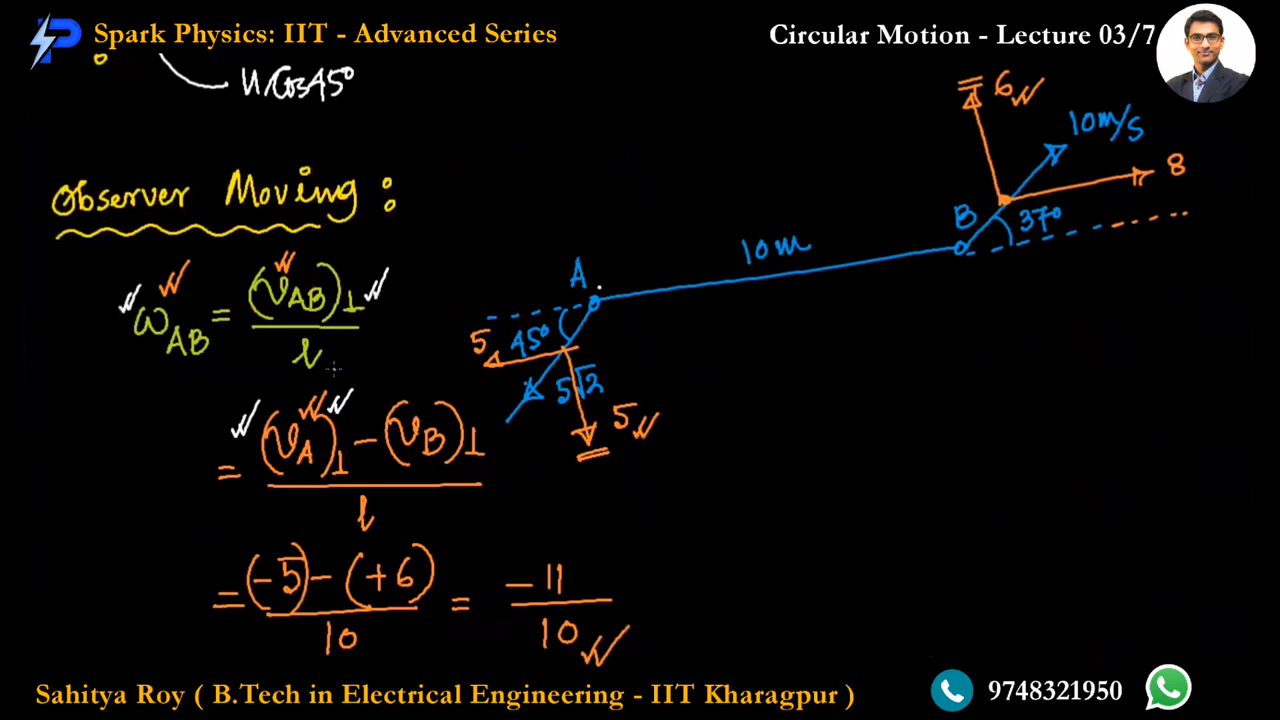 Spark Physics: IIT - Advanced Series
Circular Motion - Lecture 03/7
u cos45°
Observer Moving :
ω_AB = (v_AB)⊥ / l
= ((v_A)⊥ − (v_B)⊥) / l
= ((−5) − (+6)) / 10 = −11 / 10
6
10m/s
8
B
37°
10m
A
45°
5
5√2
5
Sahitya Roy ( B.Tech in Electrical Engineering - IIT Kharagpur )
9748321950